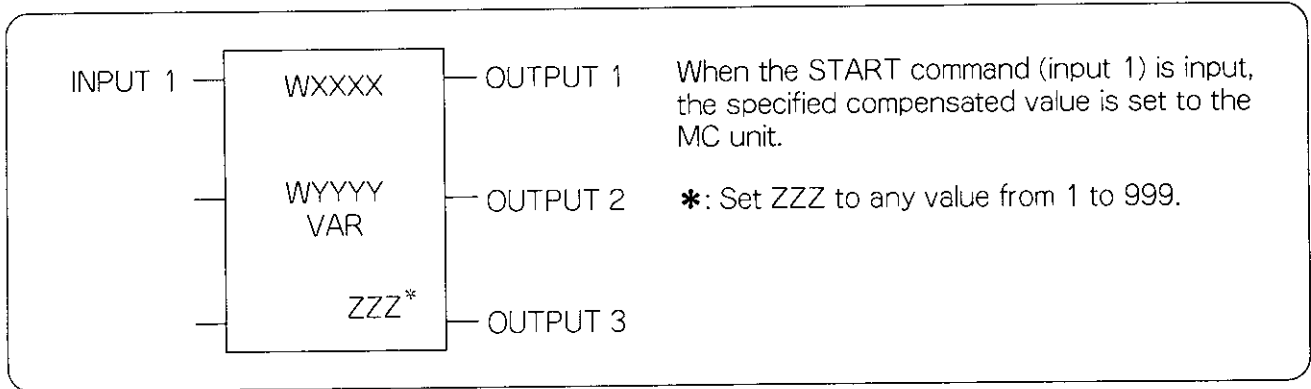 INPUT 1
WXXXX
WYYYY
VAR
ZZZ*
OUTPUT 1
OUTPUT 2
OUTPUT 3
When the START command (input 1) is input,
the specified compensated value is set to the
MC unit.
*: Set ZZZ to any value from 1 to 999.